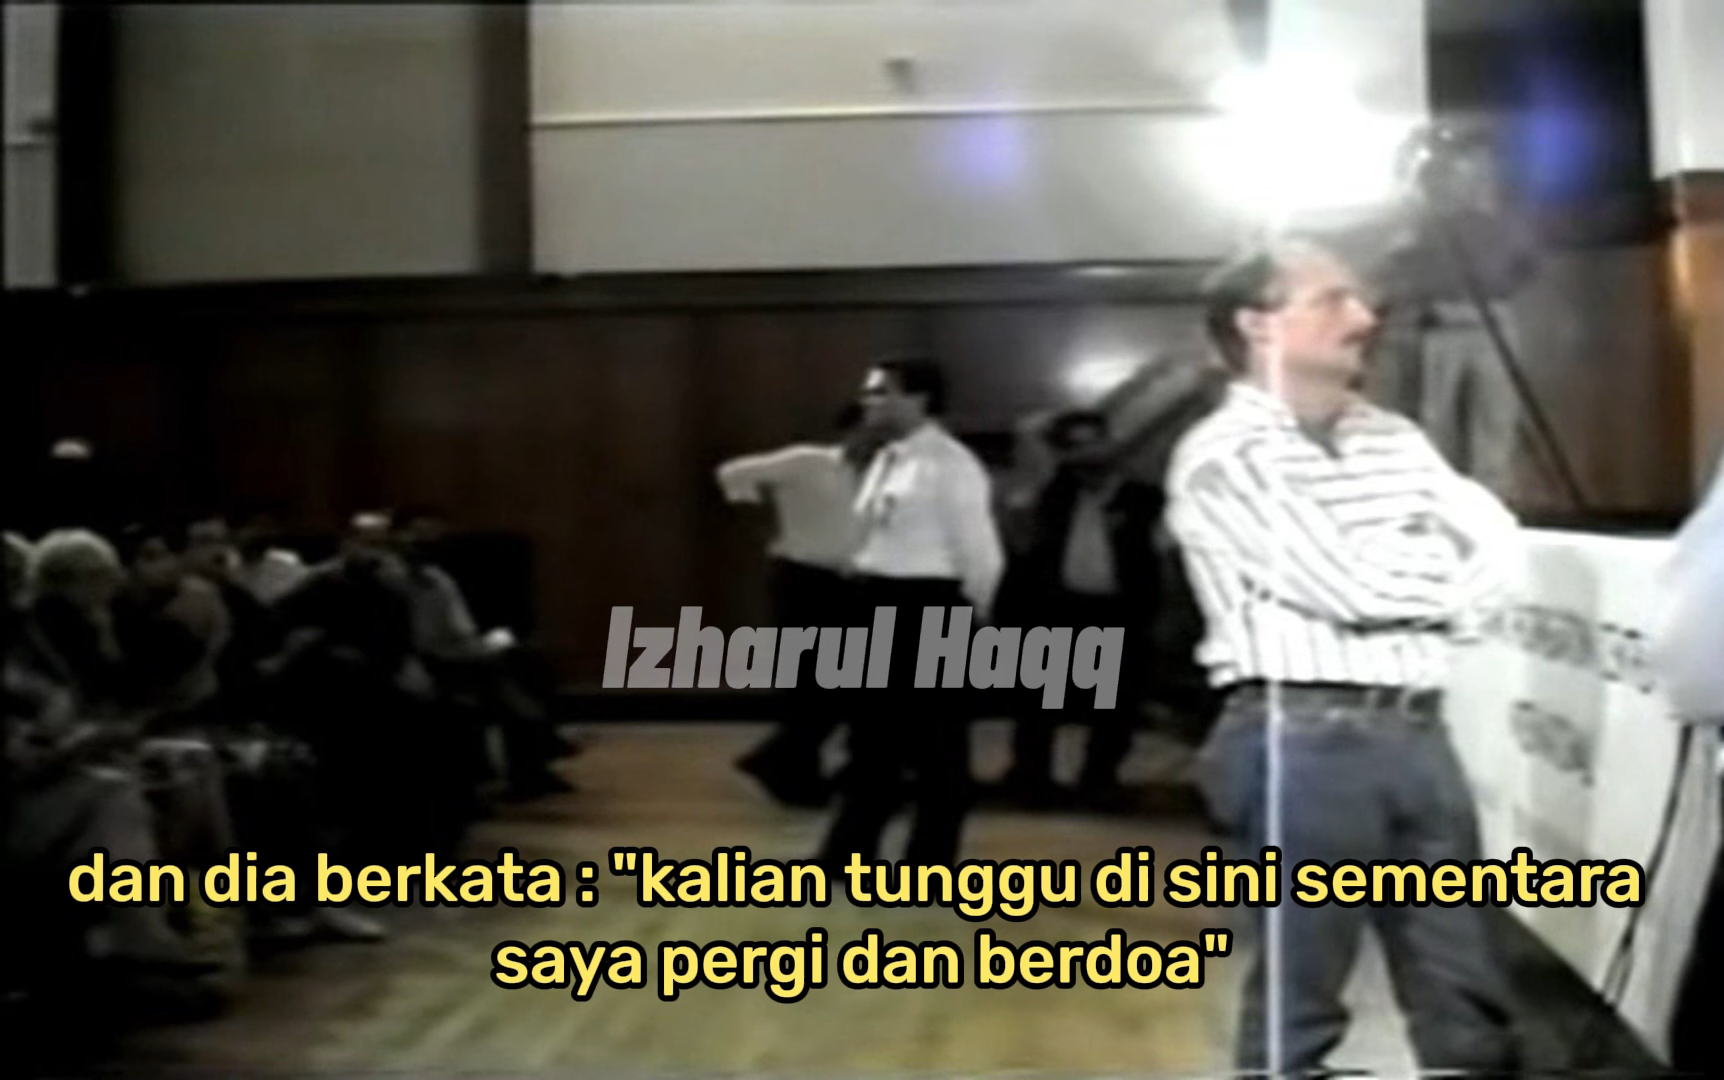 Izharul Haqq
dan dia berkata : "kalian tunggu di sini sementara
saya pergi dan berdoa"